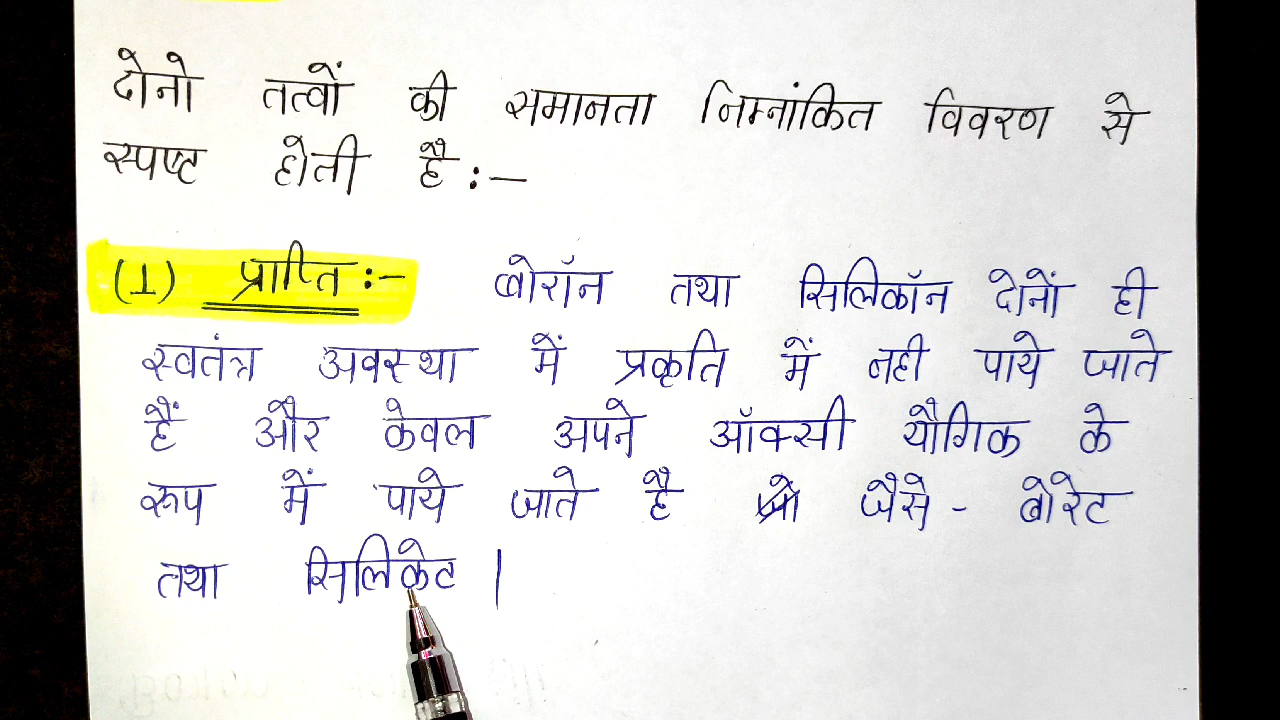 दोनो तत्वों की समानता निम्नांकित विवरण से
स्पष्ट होती है :-
(1) प्राप्ति :- बोरॉन तथा सिलिकॉन दोनों ही
स्वतंत्र अवस्था में प्रकृति में नही पाये जाते
हैं और केवल अपने ऑक्सी यौगिक के
रूप में पाये जाते है जैसे - बोरेट
तथा सिलिकेट |